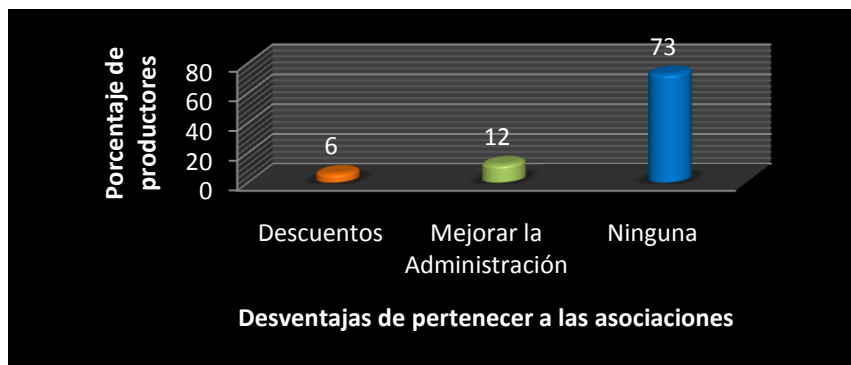 Porcentaje de
productores
80
60
40
20
0
6
12
73
Descuentos
Mejorar la
Administración
Ninguna
Desventajas de pertenecer a las asociaciones